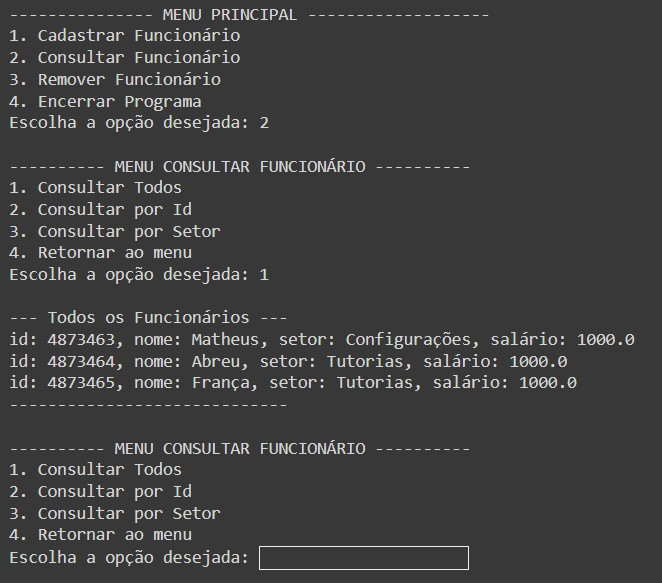 --------------- MENU PRINCIPAL -------------------
1. Cadastrar Funcionário
2. Consultar Funcionário
3. Remover Funcionário
4. Encerrar Programa
Escolha a opção desejada: 2
---------- MENU CONSULTAR FUNCIONÁRIO ----------
1. Consultar Todos
2. Consultar por Id
3. Consultar por Setor
4. Retornar ao menu
Escolha a opção desejada: 1
--- Todos os Funcionários ---
id: 4873463, nome: Matheus, setor: Configurações, salário: 1000.0
id: 4873464, nome: Abreu, setor: Tutorias, salário: 1000.0
id: 4873465, nome: França, setor: Tutorias, salário: 1000.0
-----------------------------
---------- MENU CONSULTAR FUNCIONÁRIO ----------
1. Consultar Todos
2. Consultar por Id
3. Consultar por Setor
4. Retornar ao menu
Escolha a opção desejada: